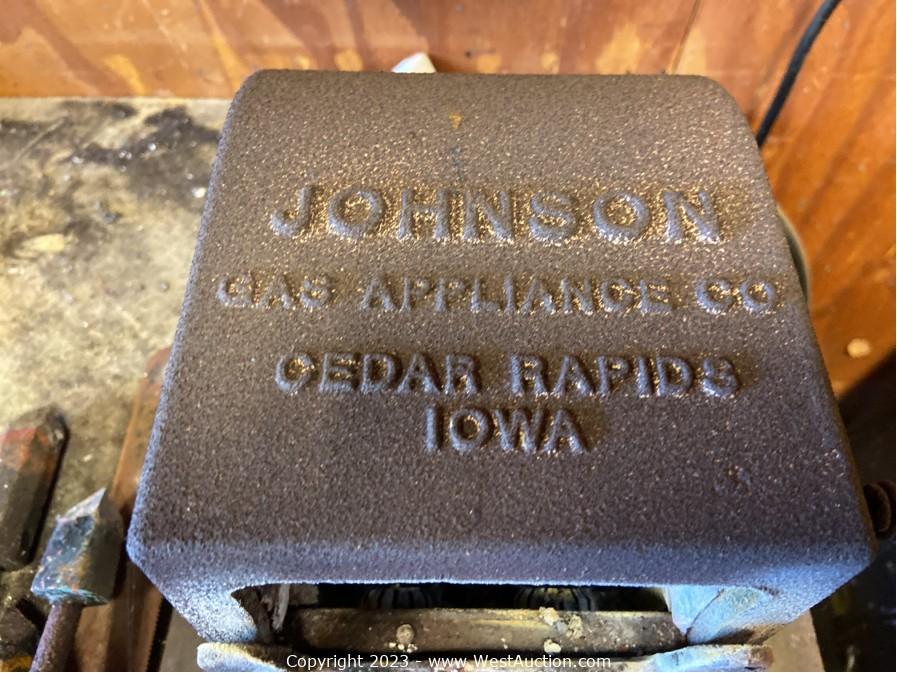 JOHNSON
GAS APPLIANCE CO
CEDAR RAPIDS
IOWA
Copyright 2023 - www.WestAuction.com